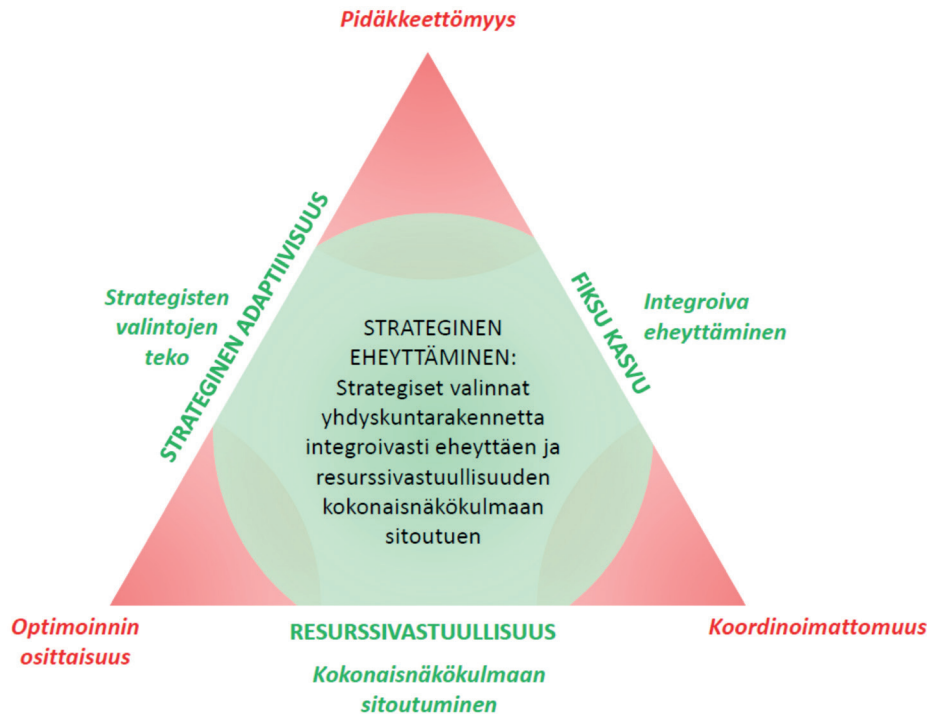 Pidäkkeettömyys
STRATEGINEN ADAPTIIVISUUS
Strategisten
valintojen
teko
FIKSU KASVU
Integroiva
eheyttäminen
STRATEGINEN
EHEYTTÄMINEN:
Strategiset valinnat
yhdyskuntarakennetta
integroivasti eheyttäen ja
resurssivastuullisuuden
kokonaisnäkökulmaan
sitoutuen
Optimoinnin
osittaisuus
RESURSSIVASTUULLISUUS
Kokonaisnäkökulmaan
sitoutuminen
Koordinoimattomuus